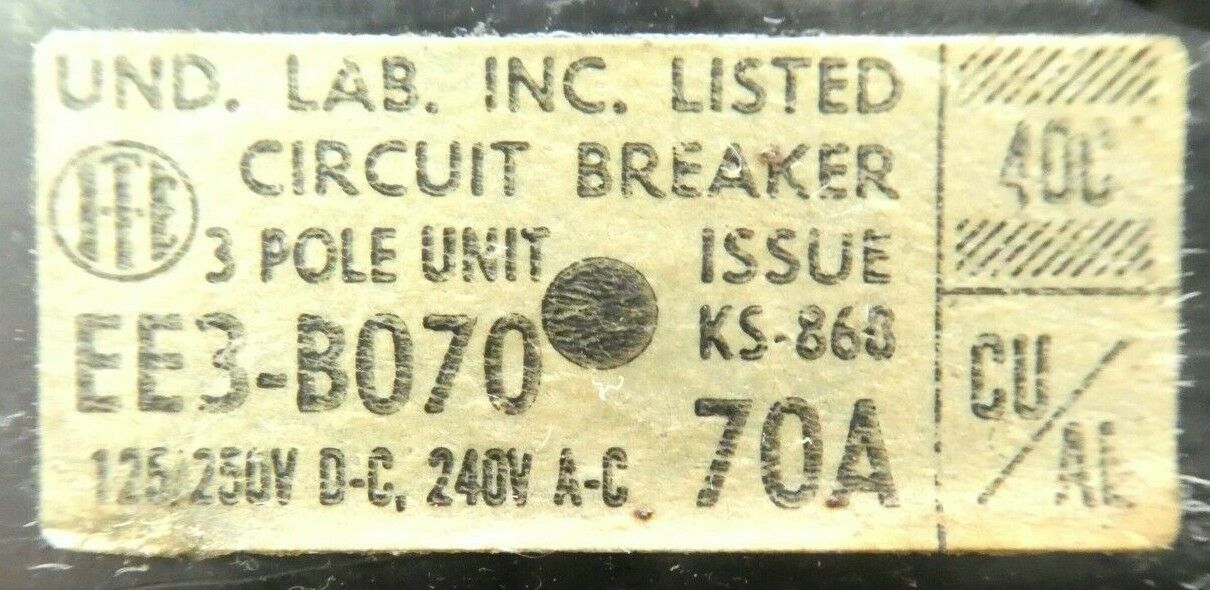 UND. LAB. INC. LISTED
CIRCUIT BREAKER
3 POLE UNIT
ISSUE
KS-868
EE3-B070
70A
125/250V D-C, 240V A-C
40C
CU/AL